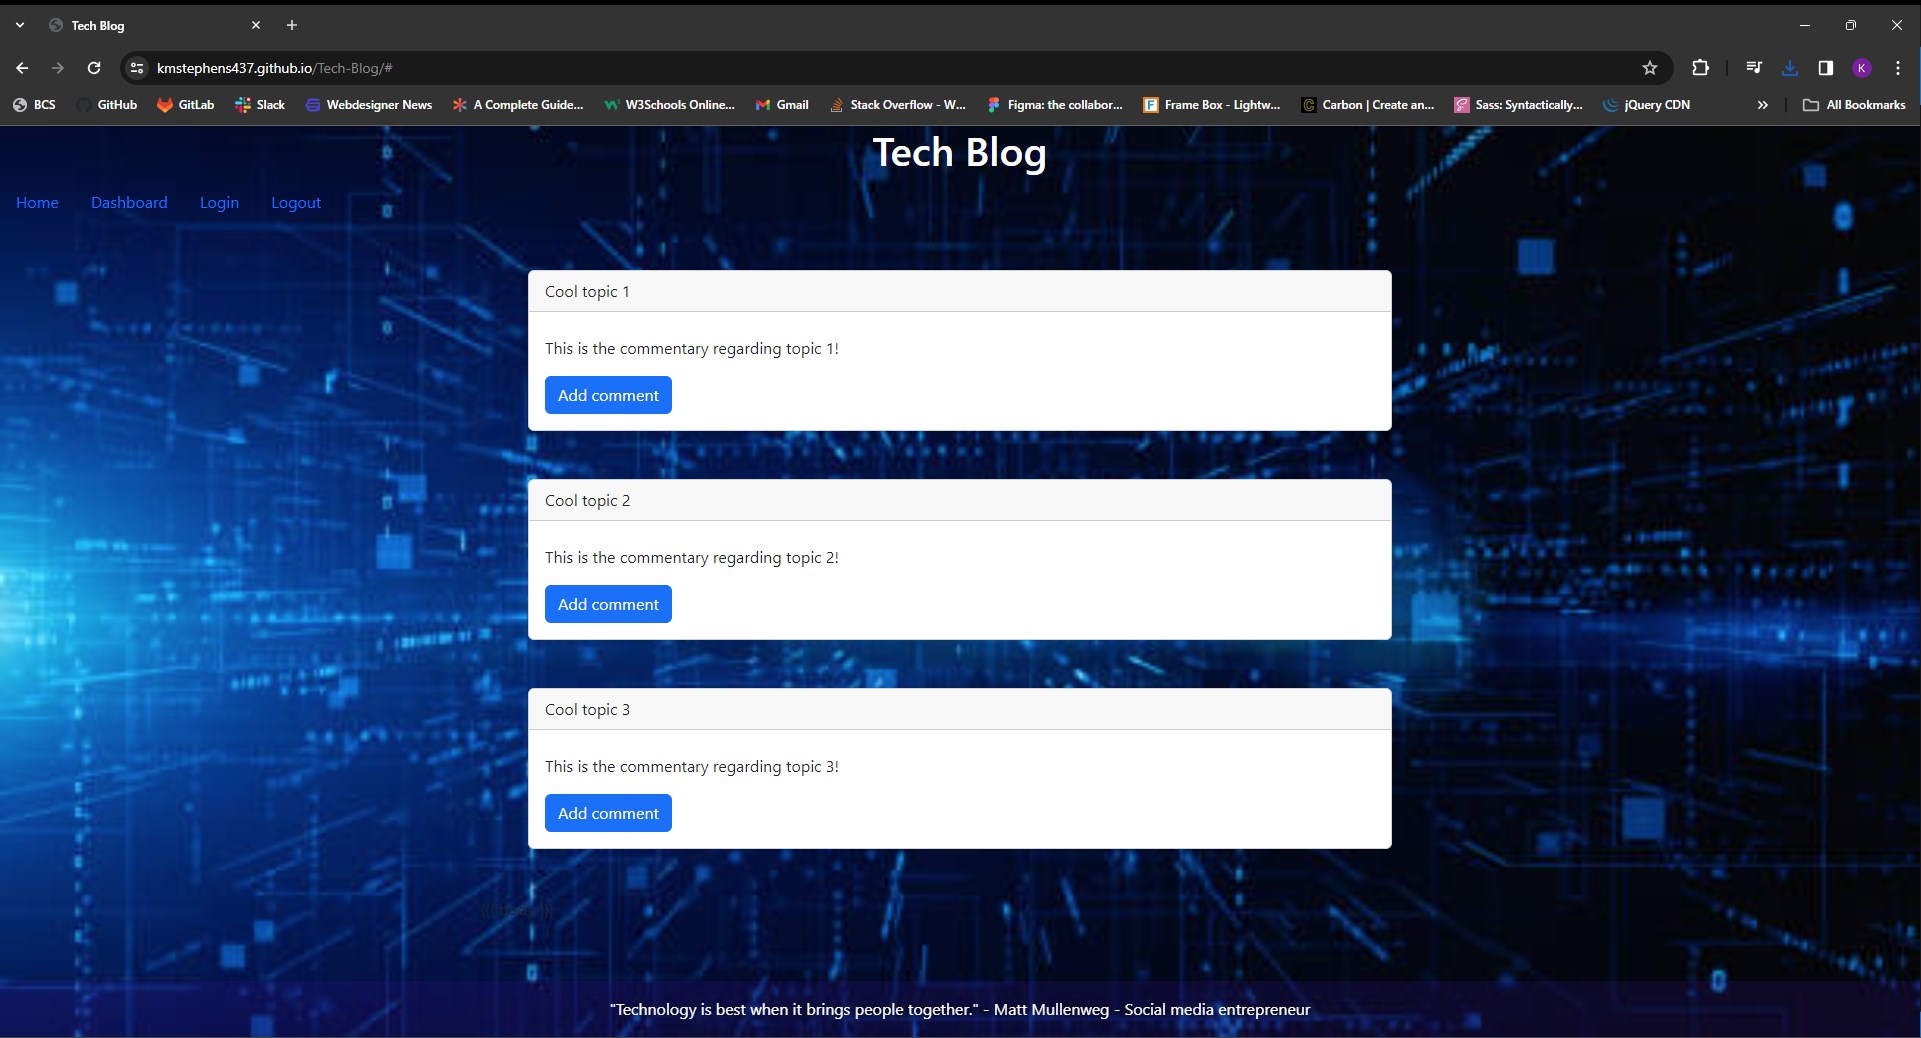 Tech Blog
kmstephens437.github.io/Tech-Blog/#
K
BCS
GitHub
GitLab
Slack
Webdesigner News
A Complete Guide...
W3Schools Online...
Gmail
Stack Overflow - W...
Figma: the collabor...
Frame Box - Lightw...
Carbon | Create an...
Sass: Syntactically...
jQuery CDN
All Bookmarks
Tech Blog
Home
Dashboard
Login
Logout
Cool topic 1
This is the commentary regarding topic 1!
Add comment
Cool topic 2
This is the commentary regarding topic 2!
Add comment
Cool topic 3
This is the commentary regarding topic 3!
Add comment
"Technology is best when it brings people together." - Matt Mullenweg - Social media entrepreneur